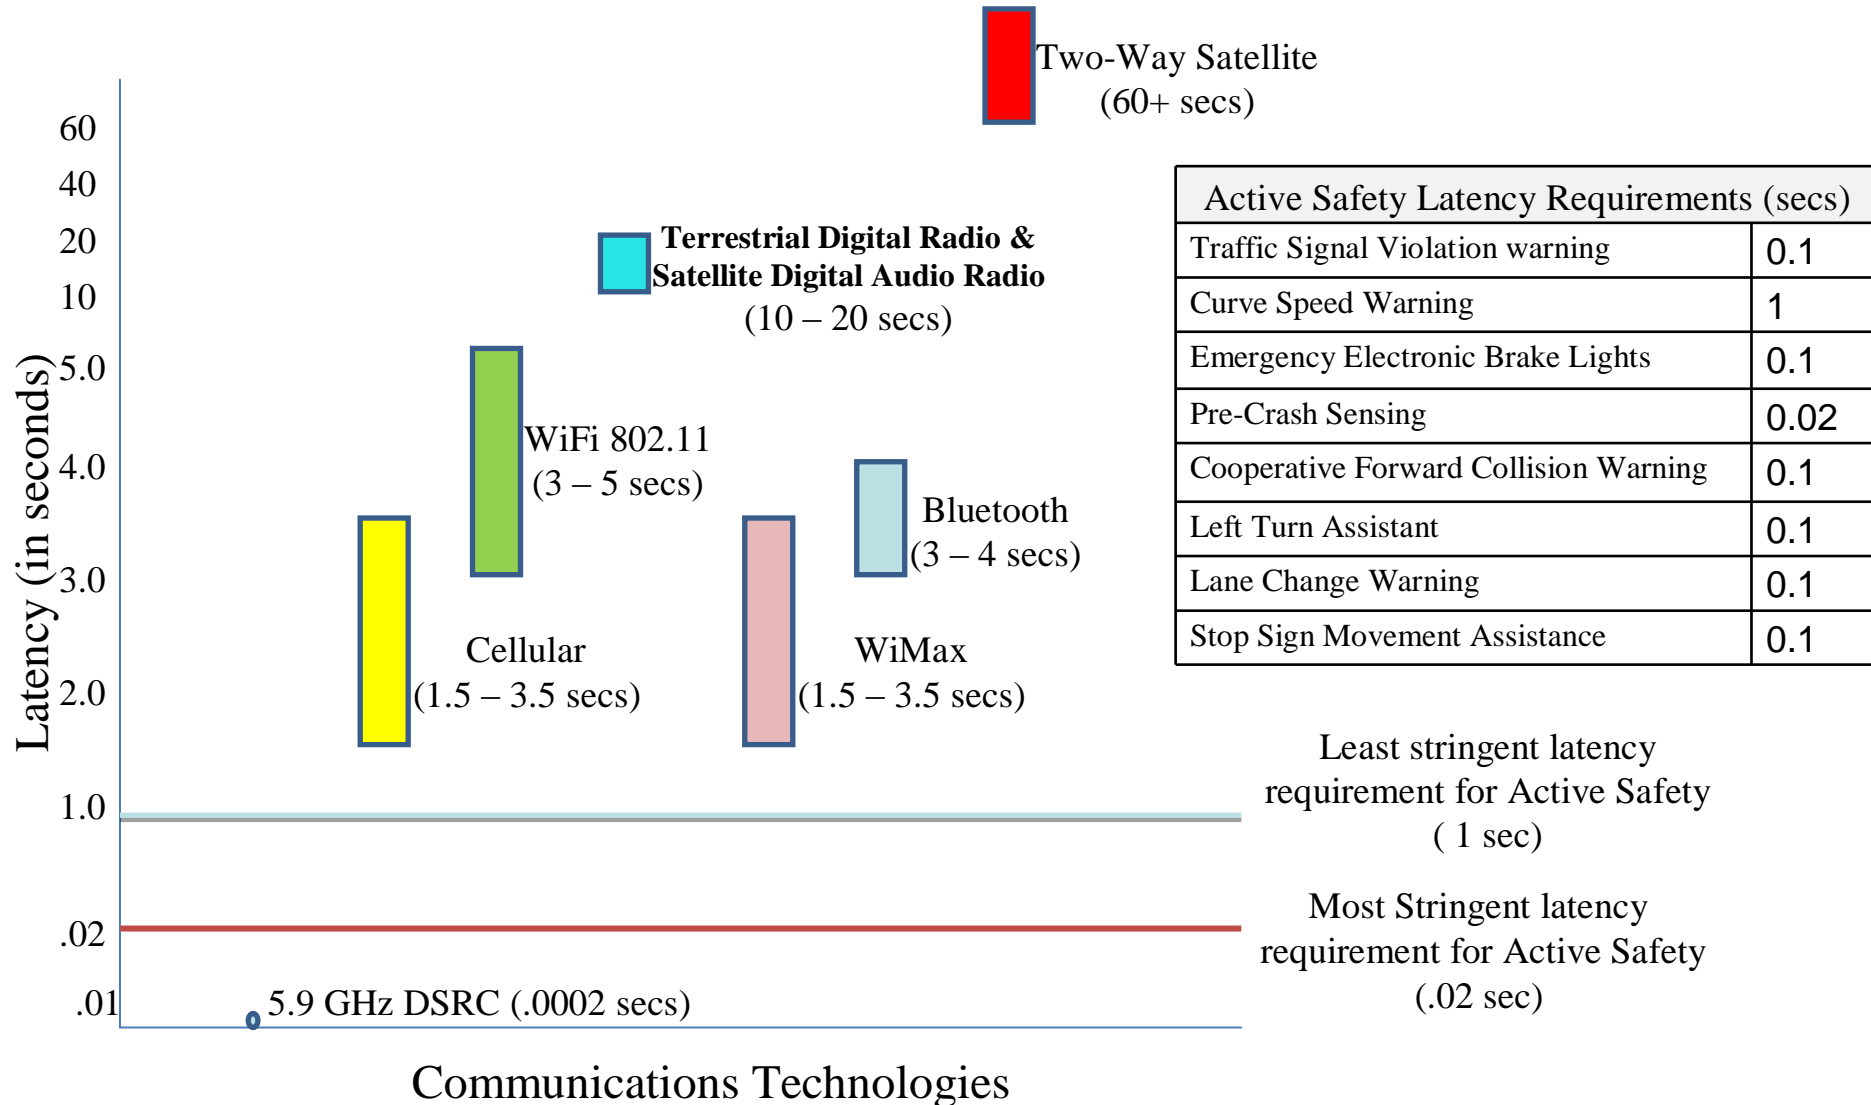 Two-Way Satellite
(60+ secs)
60
40
20
10
5.0
4.0
3.0
2.0
1.0
.02
.01
Latency (in seconds)
Terrestrial Digital Radio &
Satellite Digital Audio Radio
(10 – 20 secs)
WiFi 802.11
(3 – 5 secs)
Bluetooth
(3 – 4 secs)
Cellular
(1.5 – 3.5 secs)
WiMax
(1.5 – 3.5 secs)
5.9 GHz DSRC (.0002 secs)
Communications Technologies
Active Safety Latency Requirements (secs)
Traffic Signal Violation warning 0.1
Curve Speed Warning 1
Emergency Electronic Brake Lights 0.1
Pre-Crash Sensing 0.02
Cooperative Forward Collision Warning 0.1
Left Turn Assistant 0.1
Lane Change Warning 0.1
Stop Sign Movement Assistance 0.1
Least stringent latency
requirement for Active Safety
( 1 sec)
Most Stringent latency
requirement for Active Safety
(.02 sec)